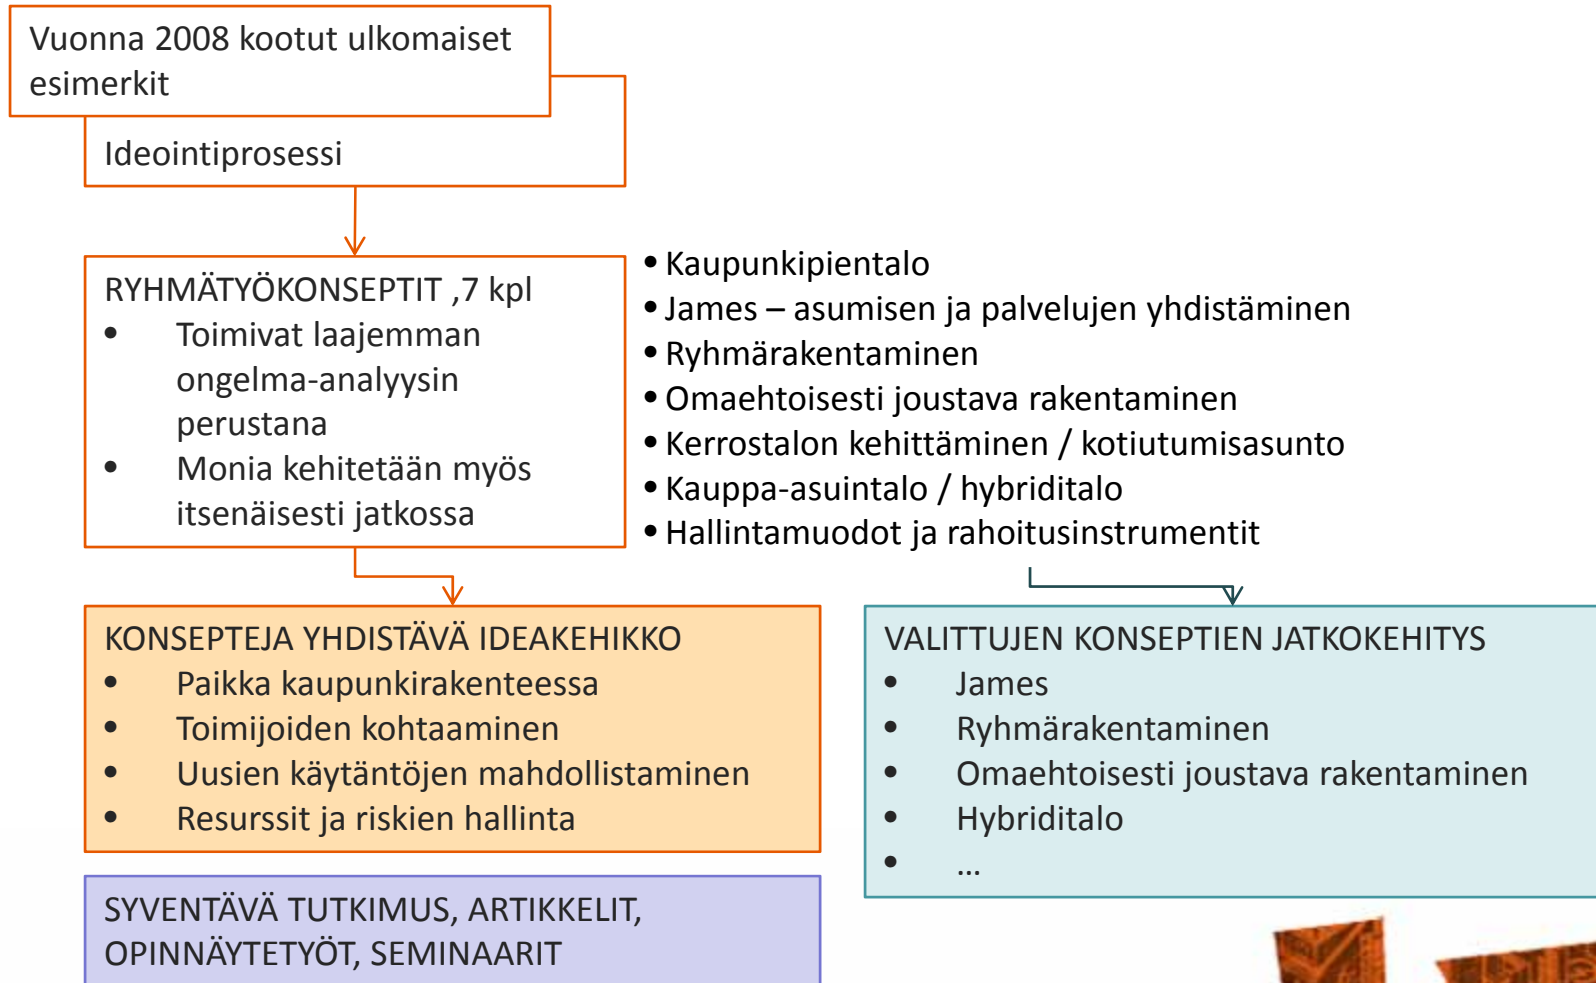 Vuonna 2008 kootut ulkomaiset
esimerkit
Ideointiprosessi
RYHMÄTYÖKONSEPTIT ,7 kpl
• Toimivat laajemman
ongelma-analyysin
perustana
• Monia kehitetään myös
itsenäisesti jatkossa
• Kaupunkipientalo
• James – asumisen ja palvelujen yhdistäminen
• Ryhmärakentaminen
• Omaehtoisesti joustava rakentaminen
• Kerrostalon kehittäminen / kotiutumisasunto
• Kauppa-asuintalo / hybriditalo
• Hallintamuodot ja rahoitusinstrumentit
KONSEPTEJA YHDISTÄVÄ IDEAKEHIKKO
• Paikka kaupunkirakenteessa
• Toimijoiden kohtaaminen
• Uusien käytäntöjen mahdollistaminen
• Resurssit ja riskien hallinta
VALITTUJEN KONSEPTIEN JATKOKEHITYS
• James
• Ryhmärakentaminen
• Omaehtoisesti joustava rakentaminen
• Hybriditalo
• ...
SYVENTÄVÄ TUTKIMUS, ARTIKKELIT,
OPINNÄYTETYÖT, SEMINAARIT